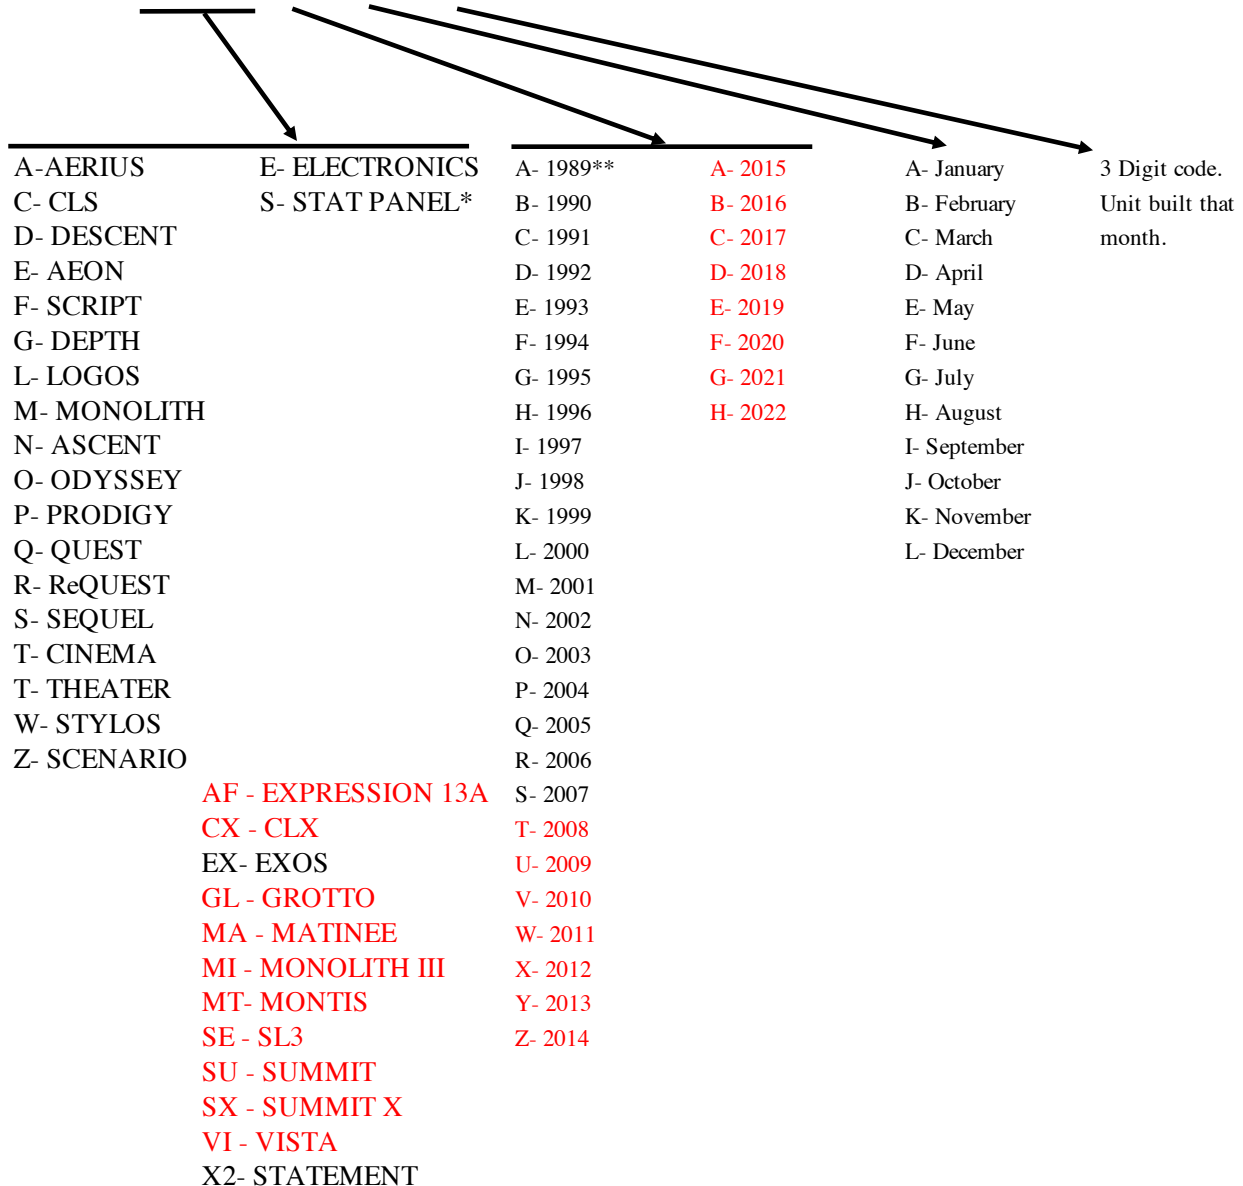 A-AERIUS E- ELECTRONICS A- 1989** A- 2015 A- January 3 Digit code.
C- CLS S- STAT PANEL* B- 1990 B- 2016 B- February Unit built that
D- DESCENT C- 1991 C- 2017 C- March month.
E- AEON D- 1992 D- 2018 D- April
F- SCRIPT E- 1993 E- 2019 E- May
G- DEPTH F- 1994 F- 2020 F- June
L- LOGOS G- 1995 G- 2021 G- July
M- MONOLITH H- 1996 H- 2022 H- August
N- ASCENT I- 1997 I- September
O- ODYSSEY J- 1998 J- October
P- PRODIGY K- 1999 K- November
Q- QUEST L- 2000 L- December
R- ReQUEST M- 2001
S- SEQUEL N- 2002
T- CINEMA O- 2003
T- THEATER P- 2004
W- STYLOS Q- 2005
Z- SCENARIO R- 2006
AF - EXPRESSION 13A S- 2007
CX - CLX T- 2008
EX- EXOS U- 2009
GL - GROTTO V- 2010
MA - MATINEE W- 2011
MI - MONOLITH III X- 2012
MT- MONTIS Y- 2013
SE - SL3 Z- 2014
SU - SUMMIT
SX - SUMMIT X
VI - VISTA
X2- STATEMENT